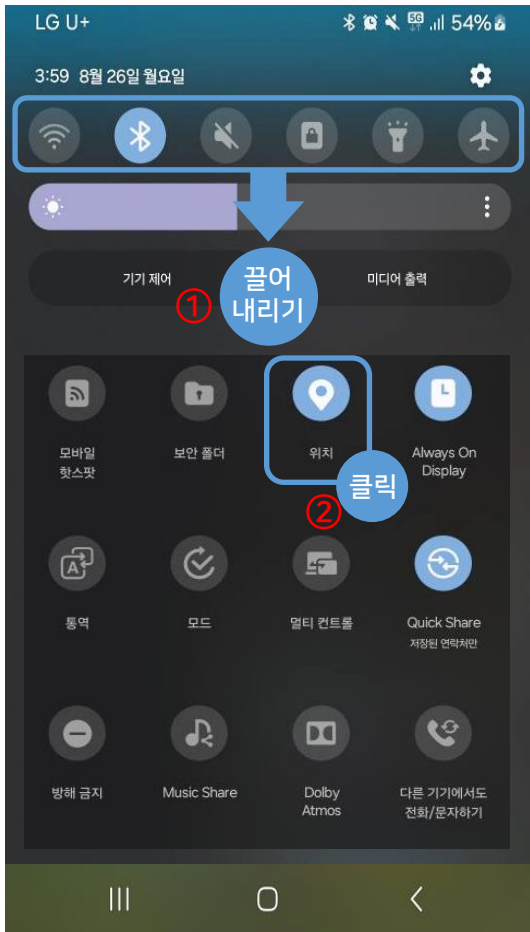 LG U+
5G
54%
3:59 8월 26일 월요일
끌어
내리기
기기 제어
미디어 출력
①
모바일
핫스팟
보안 폴더
위치
Always On
Display
클릭
②
통역
모드
멀티 컨트롤
Quick Share
저장된 연락처만
방해 금지
Music Share
Dolby
Atmos
다른 기기에서도
전화/문자하기